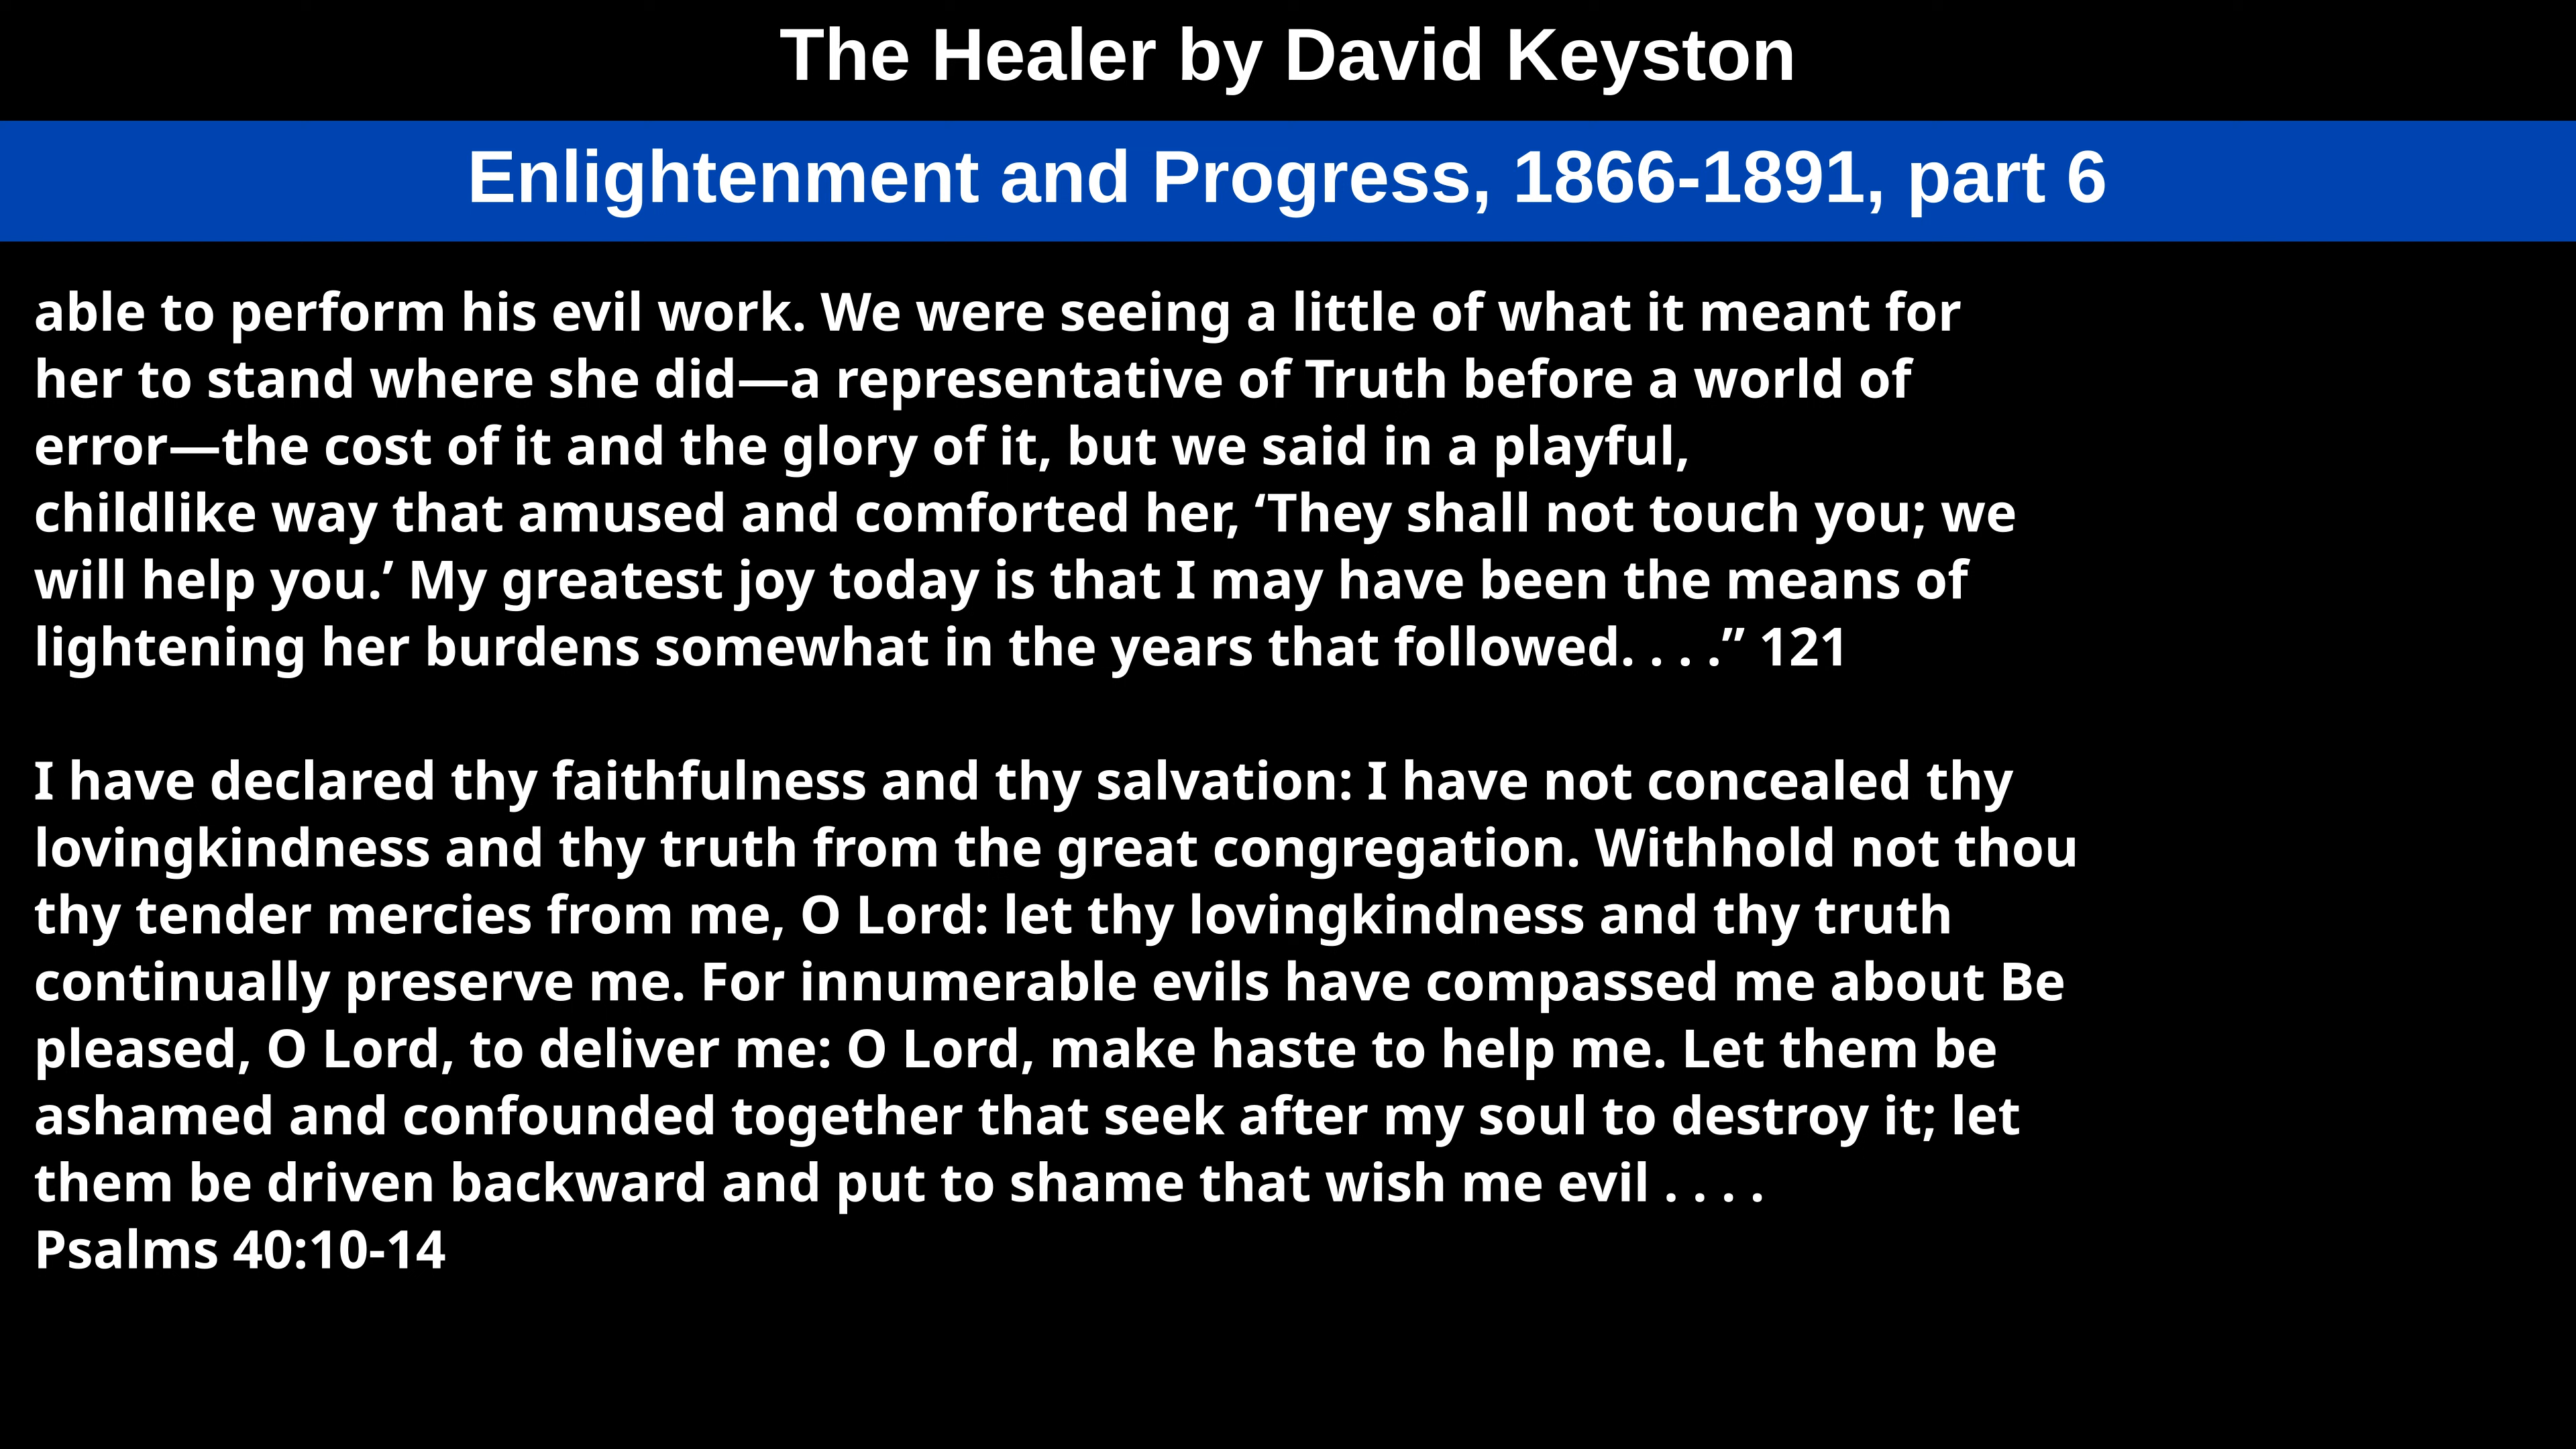 The Healer by David Keyston
Enlightenment and Progress, 1866-1891, part 6
able to perform his evil work. We were seeing a little of what it meant for
her to stand where she did—a representative of Truth before a world of
error—the cost of it and the glory of it, but we said in a playful,
childlike way that amused and comforted her, ‘They shall not touch you; we
will help you.’ My greatest joy today is that I may have been the means of
lightening her burdens somewhat in the years that followed. . . .” 121
I have declared thy faithfulness and thy salvation: I have not concealed thy
lovingkindness and thy truth from the great congregation. Withhold not thou
thy tender mercies from me, O Lord: let thy lovingkindness and thy truth
continually preserve me. For innumerable evils have compassed me about Be
pleased, O Lord, to deliver me: O Lord, make haste to help me. Let them be
ashamed and confounded together that seek after my soul to destroy it; let
them be driven backward and put to shame that wish me evil . . . .
Psalms 40:10-14